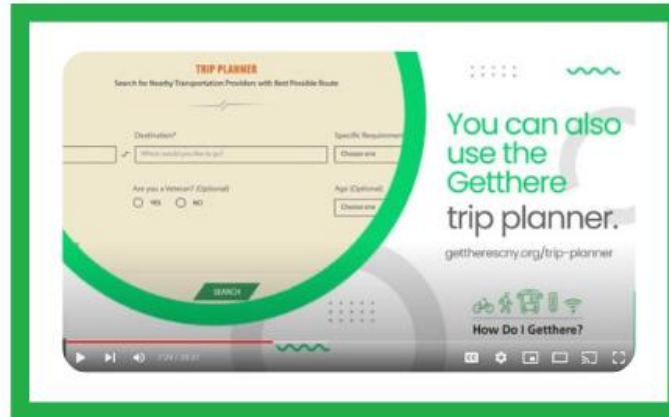 TRIP PLANNER
Search for Nearby Transportation Providers with Best Possible Route
Destination*
Where would you like to go?
Specific Requirement
Choose one
Are you a Veteran? (Optional)
YES NO
Age (Optional)
Choose one
SEARCH
You can also
use the
Getthere
trip planner.
gettherescny.org/trip-planner
How Do I Getthere?
CC